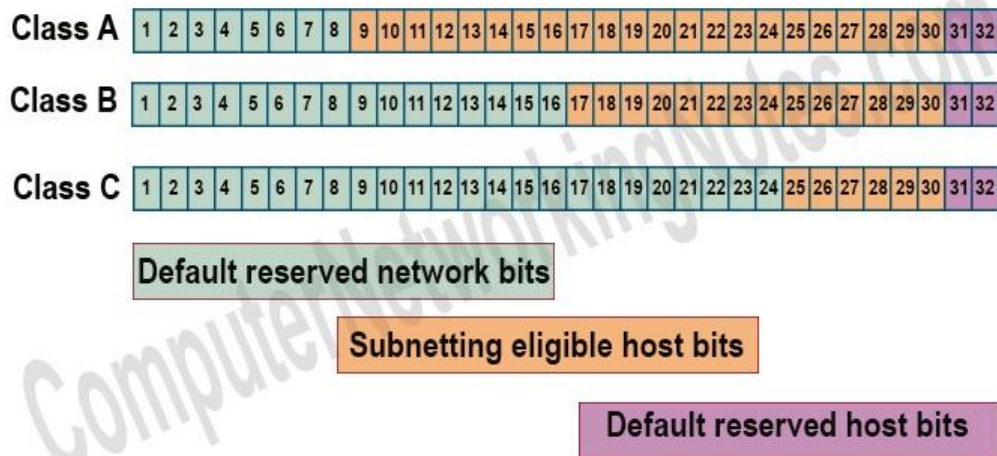 Class A 1 2 3 4 5 6 7 8 9 10 11 12 13 14 15 16 17 18 19 20 21 22 23 24 25 26 27 28 29 30 31 32
Class B 1 2 3 4 5 6 7 8 9 10 11 12 13 14 15 16 17 18 19 20 21 22 23 24 25 26 27 28 29 30 31 32
Class C 1 2 3 4 5 6 7 8 9 10 11 12 13 14 15 16 17 18 19 20 21 22 23 24 25 26 27 28 29 30 31 32
Default reserved network bits
Subnetting eligible host bits
Default reserved host bits
ComputerNetworkingNotes.com